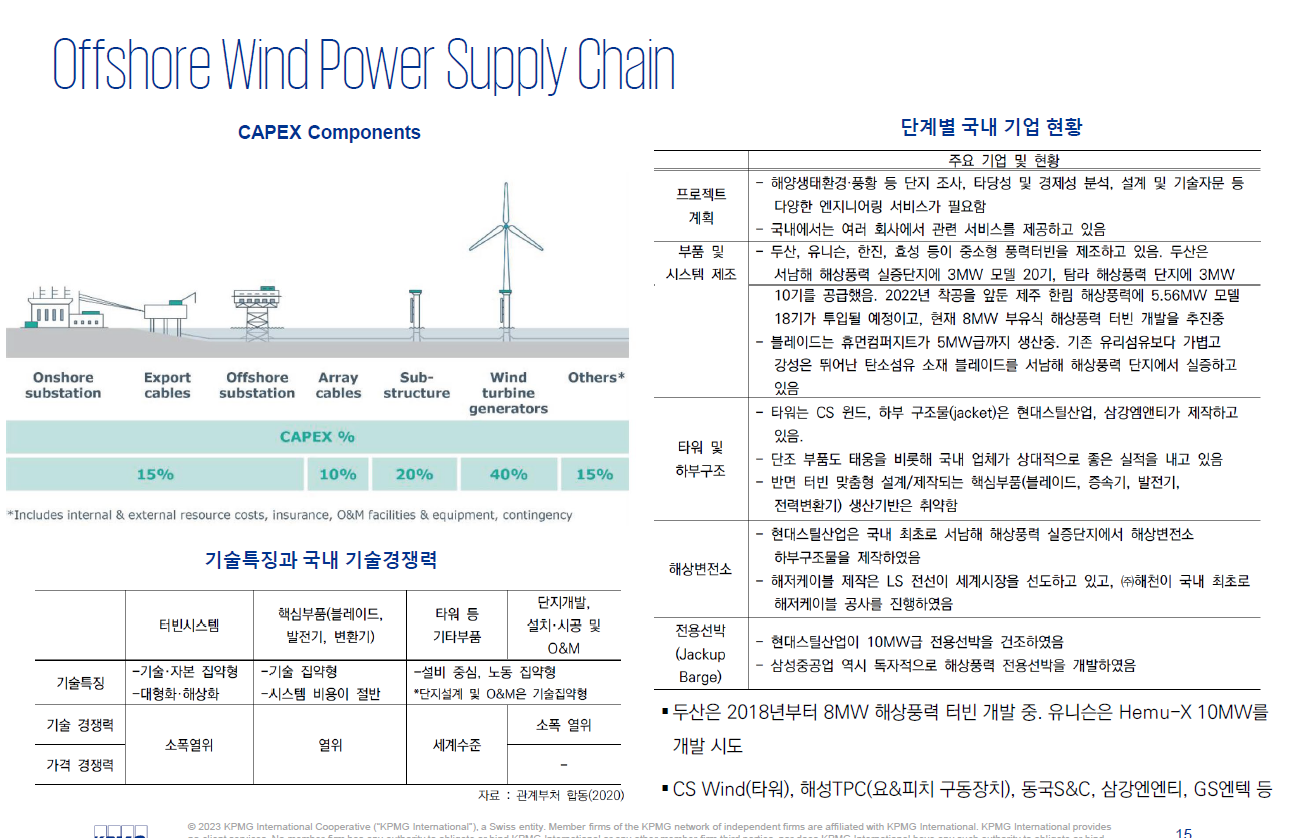 Offshore Wind Power Supply Chain
CAPEX Components
Onshore substation
Export cables
Offshore substation
Array cables
Sub-structure
Wind turbine generators
Others*
CAPEX %
15% 10% 20% 40% 15%
*Includes internal & external resource costs, insurance, O&M facilities & equipment, contingency
기술특징과 국내 기술경쟁력
터빈시스템
핵심부품(블레이드,
발전기, 변환기)
타워 등
기타부품
단지개발,
설치·시공 및
O&M
기술특징
-기술·자본 집약형
-대형화·해상화
-기술 집약형
-시스템 비용이 절반
-설비 중심, 노동 집약형
*단지설계 및 O&M은 기술집약형
기술 경쟁력
소폭열위
열위
세계수준
소폭 열위
가격 경쟁력
-
자료 : 관계부처 합동(2020)
단계별 국내 기업 현황
주요 기업 및 현황
프로젝트
계획
- 해양생태환경·풍황 등 단지 조사, 타당성 및 경제성 분석, 설계 및 기술자문 등
다양한 엔지니어링 서비스가 필요함
- 국내에서는 여러 회사에서 관련 서비스를 제공하고 있음
부품 및
시스템 제조
- 두산, 유니슨, 한진, 효성 등이 중소형 풍력터빈을 제조하고 있음. 두산은
서남해 해상풍력 실증단지에 3MW 모델 20기, 탐라 해상풍력 단지에 3MW
10기를 공급했음. 2022년 착공을 앞둔 제주 한림 해상풍력에 5.56MW 모델
18기가 투입될 예정이고, 현재 8MW 부유식 해상풍력 터빈 개발을 추진중
- 블레이드는 휴먼컴퍼지트가 5MW급까지 생산중. 기존 유리섬유보다 가볍고
강성은 뛰어난 탄소섬유 소재 블레이드를 서남해 해상풍력 단지에서 실증하고
있음
타워 및
하부구조
- 타워는 CS 윈드, 하부 구조물(jacket)은 현대스틸산업, 삼강엠앤티가 제작하고
있음.
- 단조 부품도 태웅을 비롯해 국내 업체가 상대적으로 좋은 실적을 내고 있음
- 반면 터빈 맞춤형 설계/제작되는 핵심부품(블레이드, 증속기, 발전기,
전력변환기) 생산기반은 취약함
해상변전소
- 현대스틸산업은 국내 최초로 서남해 해상풍력 실증단지에서 해상변전소
하부구조물을 제작하였음
- 해저케이블 제작은 LS 전선이 세계시장을 선도하고 있고, ㈜해천이 국내 최초로
해저케이블 공사를 진행하였음
전용선박
(Jackup
Barge)
- 현대스틸산업이 10MW급 전용선박을 건조하였음
- 삼성중공업 역시 독자적으로 해상풍력 전용선박을 개발하였음
▪ 두산은 2018년부터 8MW 해상풍력 터빈 개발 중. 유니슨은 Hemu-X 10MW를
개발 시도
▪ CS Wind(타워), 해성TPC(요&피치 구동장치), 동국S&C, 삼강엔엔티, GS엔텍 등
© 2023 KPMG International Cooperative ("KPMG International"), a Swiss entity. Member firms of the KPMG network of independent firms are affiliated with KPMG International. KPMG International provides
15